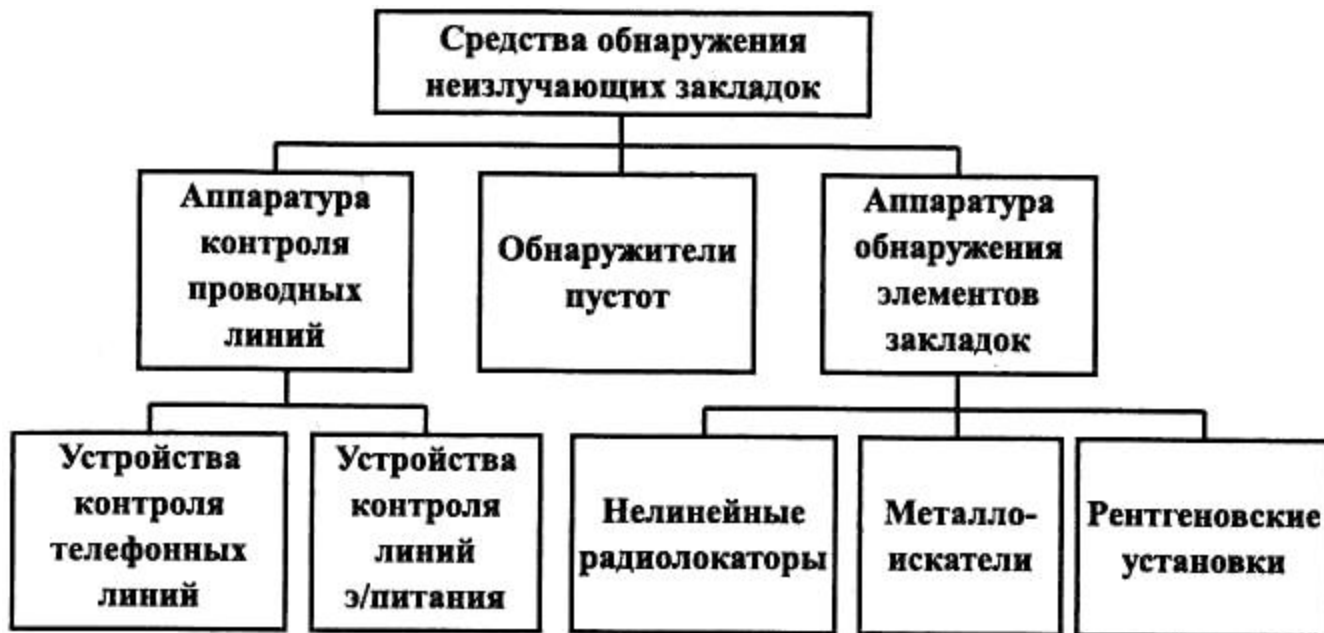 Средства обнаружения
неизлучающих закладок
Аппаратура
контроля
проводных
линий
Обнаружители
пустот
Аппаратура
обнаружения
элементов
закладок
Устройства
контроля
телефонных
линий
Устройства
контроля
линий
э/питания
Нелинейные
радиолокаторы
Металло-
искатели
Рентгеновские
установки